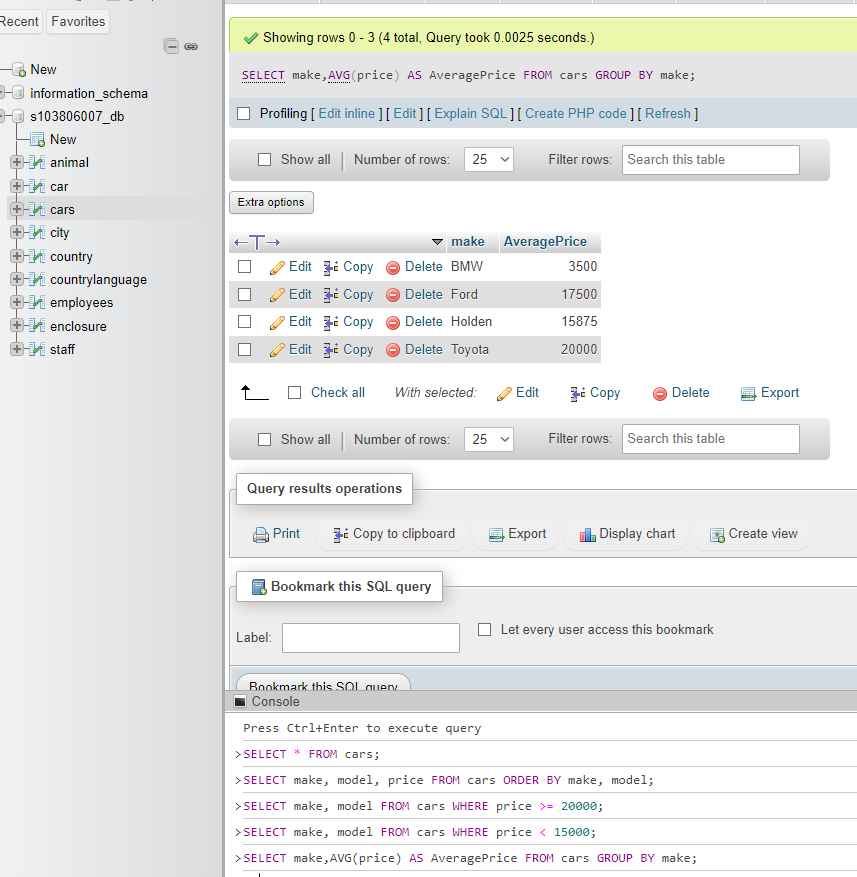 Recent Favorites
New
information_schema
s103806007_db
New
animal
car
cars
city
country
countrylanguage
employees
enclosure
staff
Showing rows 0 - 3 (4 total, Query took 0.0025 seconds.)
SELECT make,AVG(price) AS AveragePrice FROM cars GROUP BY make;
Profiling [ Edit inline ] [ Edit ] [ Explain SQL ] [ Create PHP code ] [ Refresh ]
Show all Number of rows: 25 Filter rows: Search this table
Extra options
make AveragePrice
Edit Copy Delete BMW 3500
Edit Copy Delete Ford 17500
Edit Copy Delete Holden 15875
Edit Copy Delete Toyota 20000
Check all With selected: Edit Copy Delete Export
Show all Number of rows: 25 Filter rows: Search this table
Query results operations
Print Copy to clipboard Export Display chart Create view
Bookmark this SQL query
Label: Let every user access this bookmark
Bookmark this SQL query
Console
Press Ctrl+Enter to execute query
>SELECT * FROM cars;
>SELECT make, model, price FROM cars ORDER BY make, model;
>SELECT make, model FROM cars WHERE price >= 20000;
>SELECT make, model FROM cars WHERE price < 15000;
>SELECT make,AVG(price) AS AveragePrice FROM cars GROUP BY make;